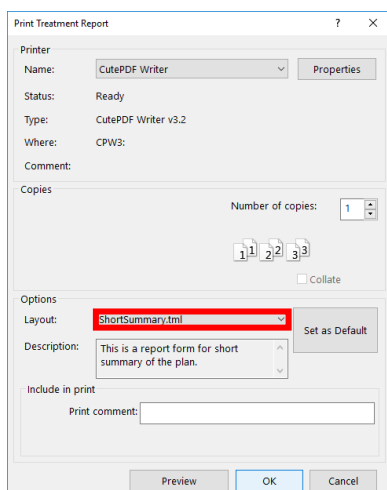 Print Treatment Report ? X
Printer
Name: CutePDF Writer Properties
Status: Ready
Type: CutePDF Writer v3.2
Where: CPW3:
Comment:
Copies
Number of copies: 1
1 1 2 2 3 3
Collate
Options
Layout: ShortSummary.tml Set as Default
Description: This is a report form for short
summary of the plan.
Include in print
Print comment:
Preview OK Cancel